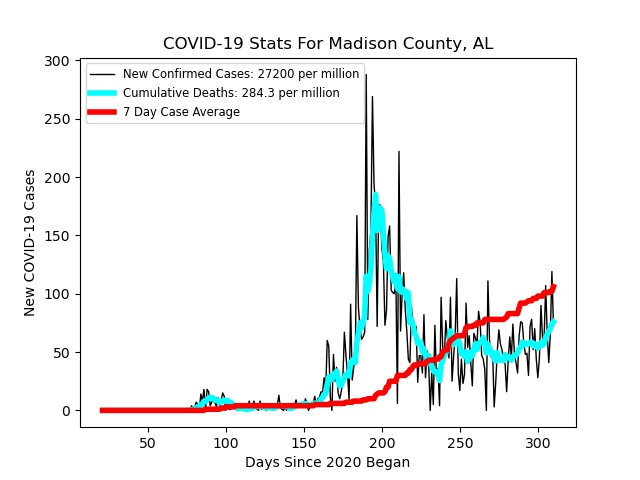 COVID-19 Stats For Madison County, AL
New Confirmed Cases: 27200 per million
Cumulative Deaths: 284.3 per million
7 Day Case Average
300
250
200
150
100
50
0
New COVID-19 Cases
50 100 150 200 250 300
Days Since 2020 Began